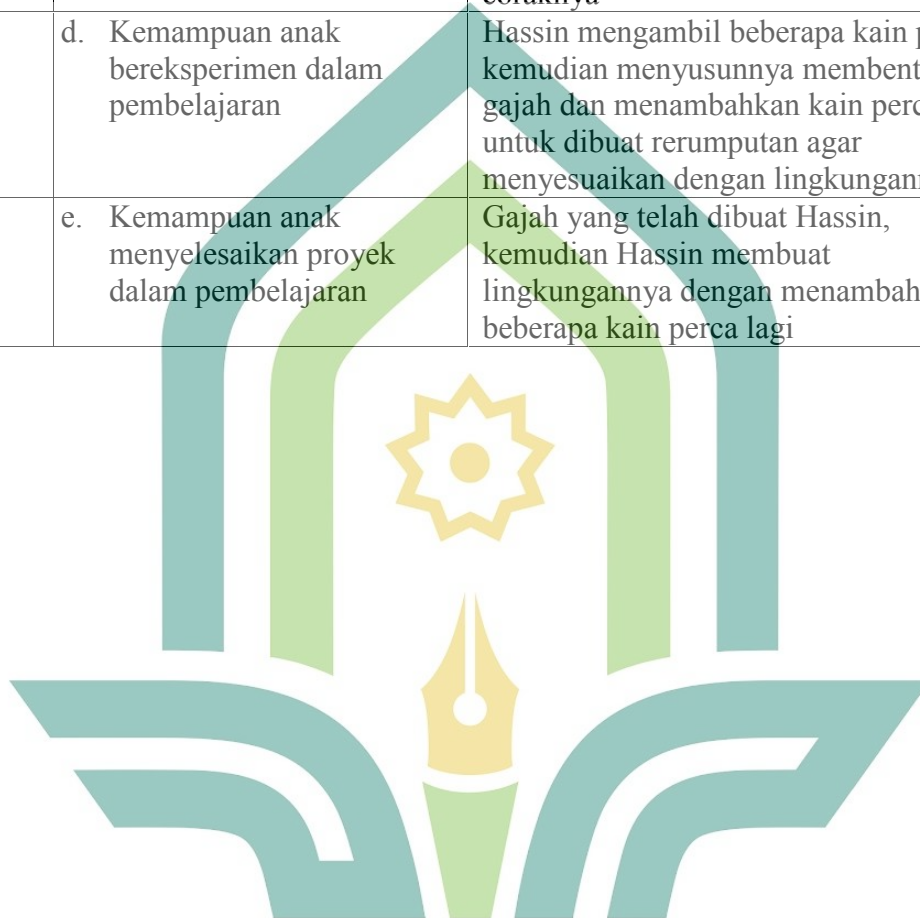 coraknya
d. Kemampuan anak
bereksperimen dalam
pembelajaran
Hassin mengambil beberapa kain
kemudian menyusunnya
gajah dan menambahkan kain
untuk dibuat rerumputan agar
menyesuaikan dengan
e. Kemampuan anak
menyelesaikan proyek
dalam pembelajaran
Gajah yang telah dibuat Hassin,
kemudian Hassin membuat
lingkungannya dengan
beberapa kain perca lagi